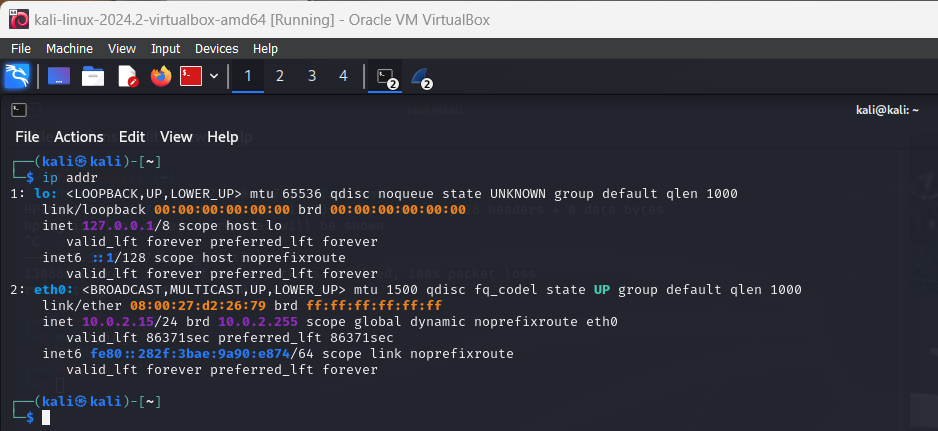 kali-linux-2024.2-virtualbox-amd64 [Running] - Oracle VM VirtualBox
File Machine View Input Devices Help
1 2 3 4 2 2
kali@kali: ~
File Actions Edit View Help
┌──(kali㉿kali)-[~]
└─$ ip addr
1: lo: <LOOPBACK,UP,LOWER_UP> mtu 65536 qdisc noqueue state UNKNOWN group default qlen 1000
link/loopback 00:00:00:00:00:00 brd 00:00:00:00:00:00
inet 127.0.0.1/8 scope host lo
valid_lft forever preferred_lft forever
inet6 ::1/128 scope host noprefixroute
valid_lft forever preferred_lft forever
2: eth0: <BROADCAST,MULTICAST,UP,LOWER_UP> mtu 1500 qdisc fq_codel state UP group default qlen 1000
link/ether 08:00:27:d2:26:79 brd ff:ff:ff:ff:ff:ff
inet 10.0.2.15/24 brd 10.0.2.255 scope global dynamic noprefixroute eth0
valid_lft 86371sec preferred_lft 86371sec
inet6 fe80::282f:3bae:9a90:e874/64 scope link noprefixroute
valid_lft forever preferred_lft forever
┌──(kali㉿kali)-[~]
└─$